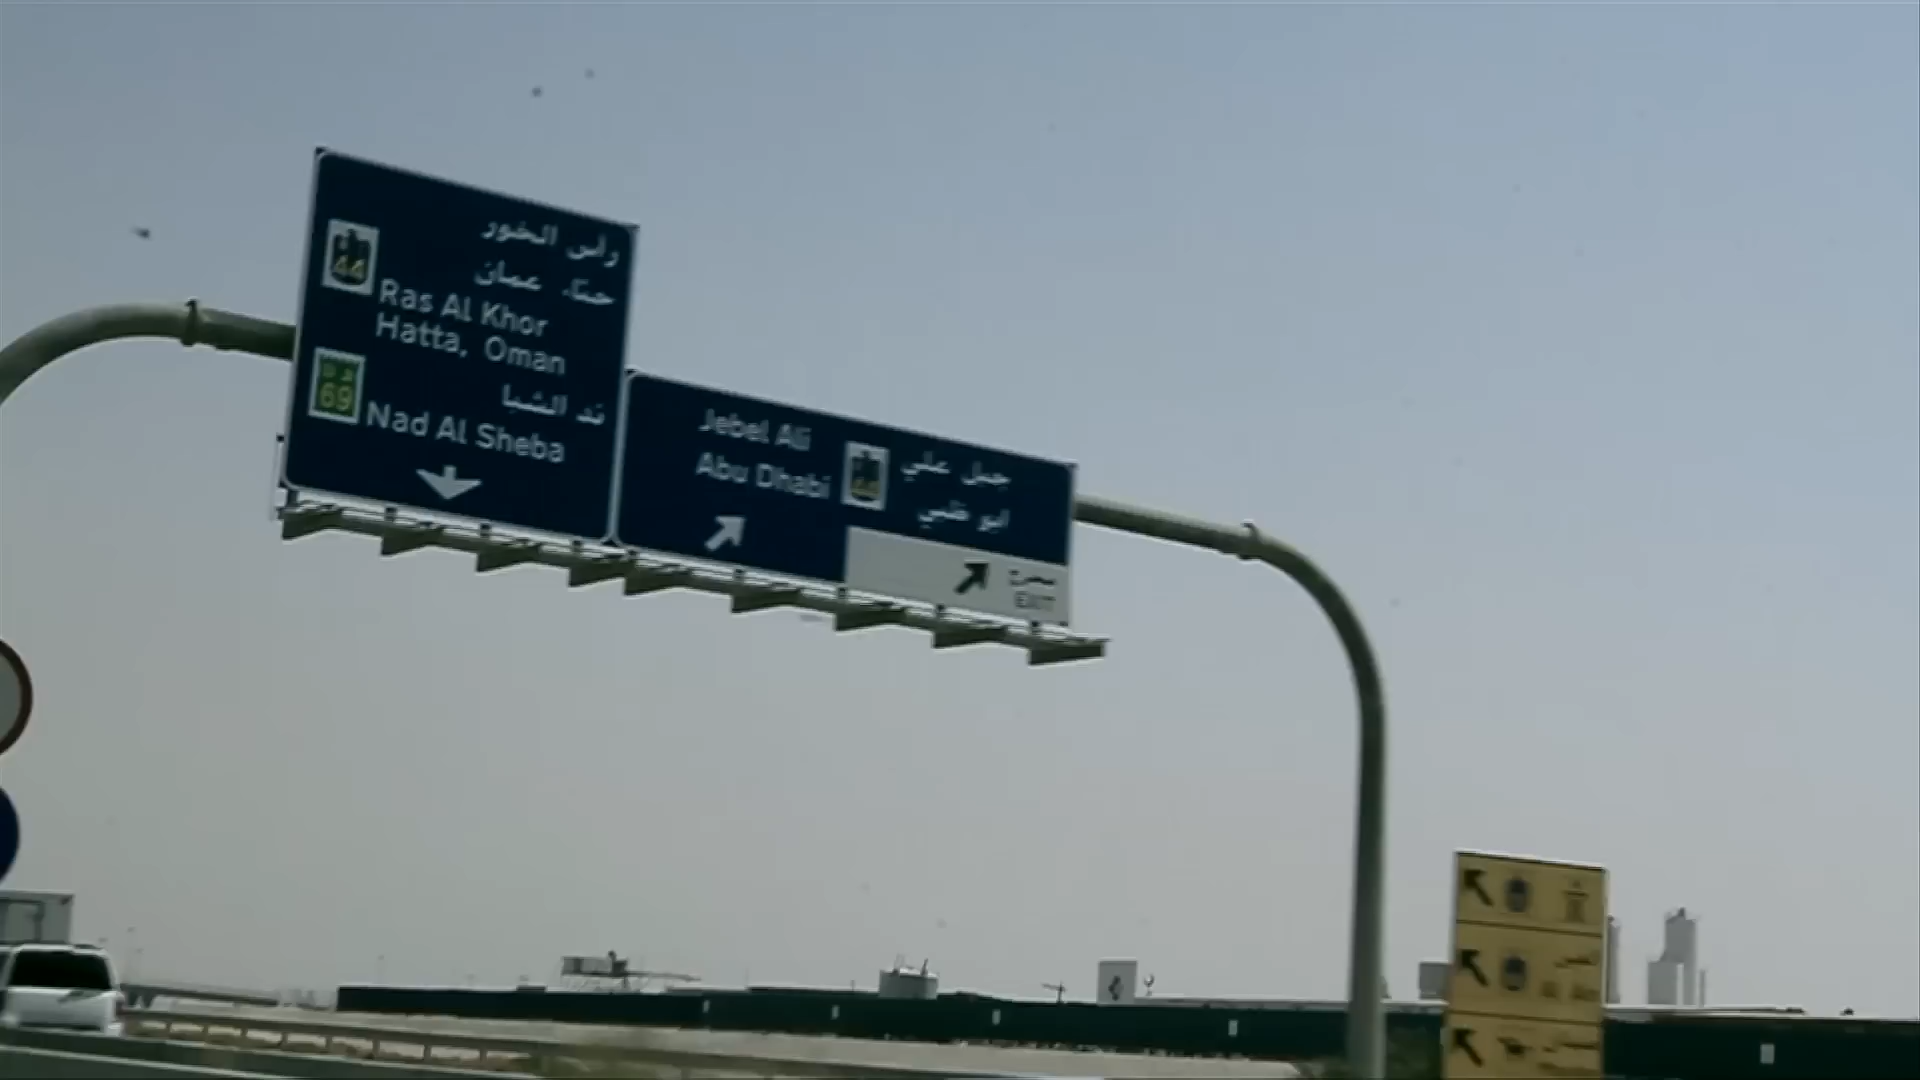 رأس الخور
حتا، عمان
44
Ras Al Khor
Hatta, Oman
ند الشبا
69
Nad Al Sheba
Jebel Ali
Abu Dhabi
44
جبل علي
ابو ظبي
مخرج
EXIT